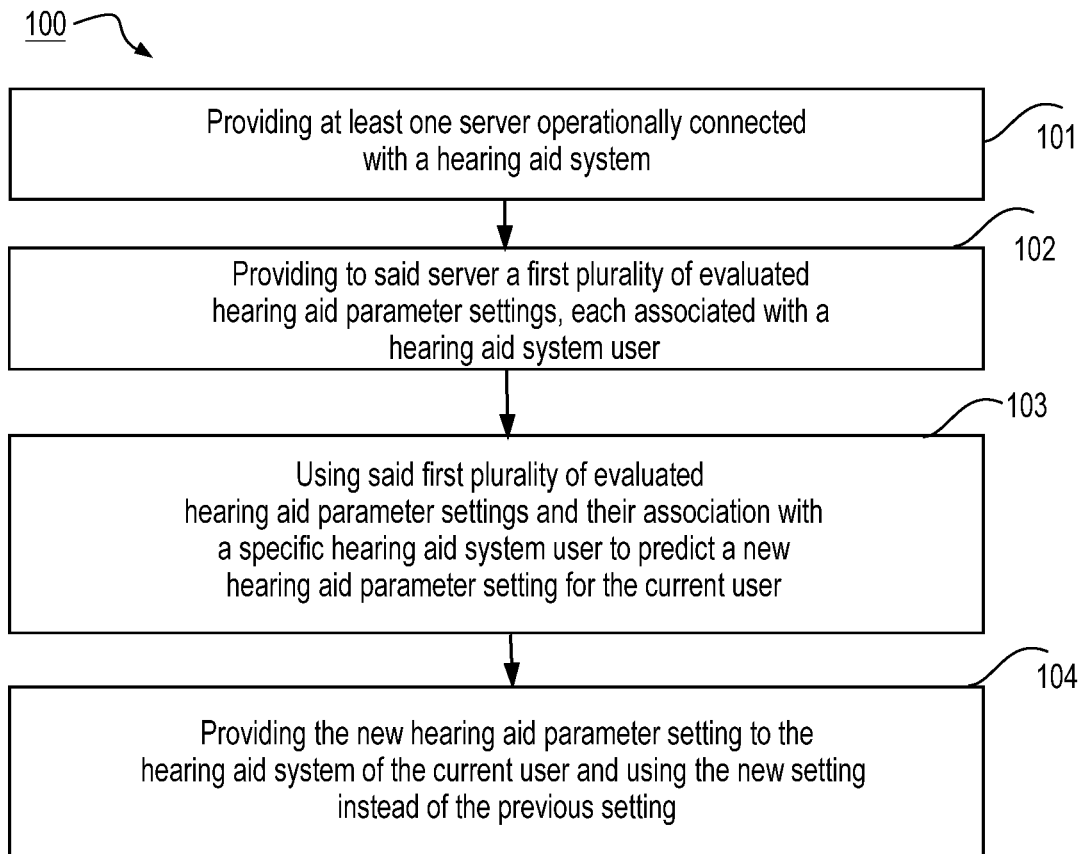 100
Providing at least one server operationally connected
with a hearing aid system
101
102
Providing to said server a first plurality of evaluated
hearing aid parameter settings, each associated with a
hearing aid system user
103
Using said first plurality of evaluated
hearing aid parameter settings and their association with
a specific hearing aid system user to predict a new
hearing aid parameter setting for the current user
104
Providing the new hearing aid parameter setting to the
hearing aid system of the current user and using the new setting
instead of the previous setting